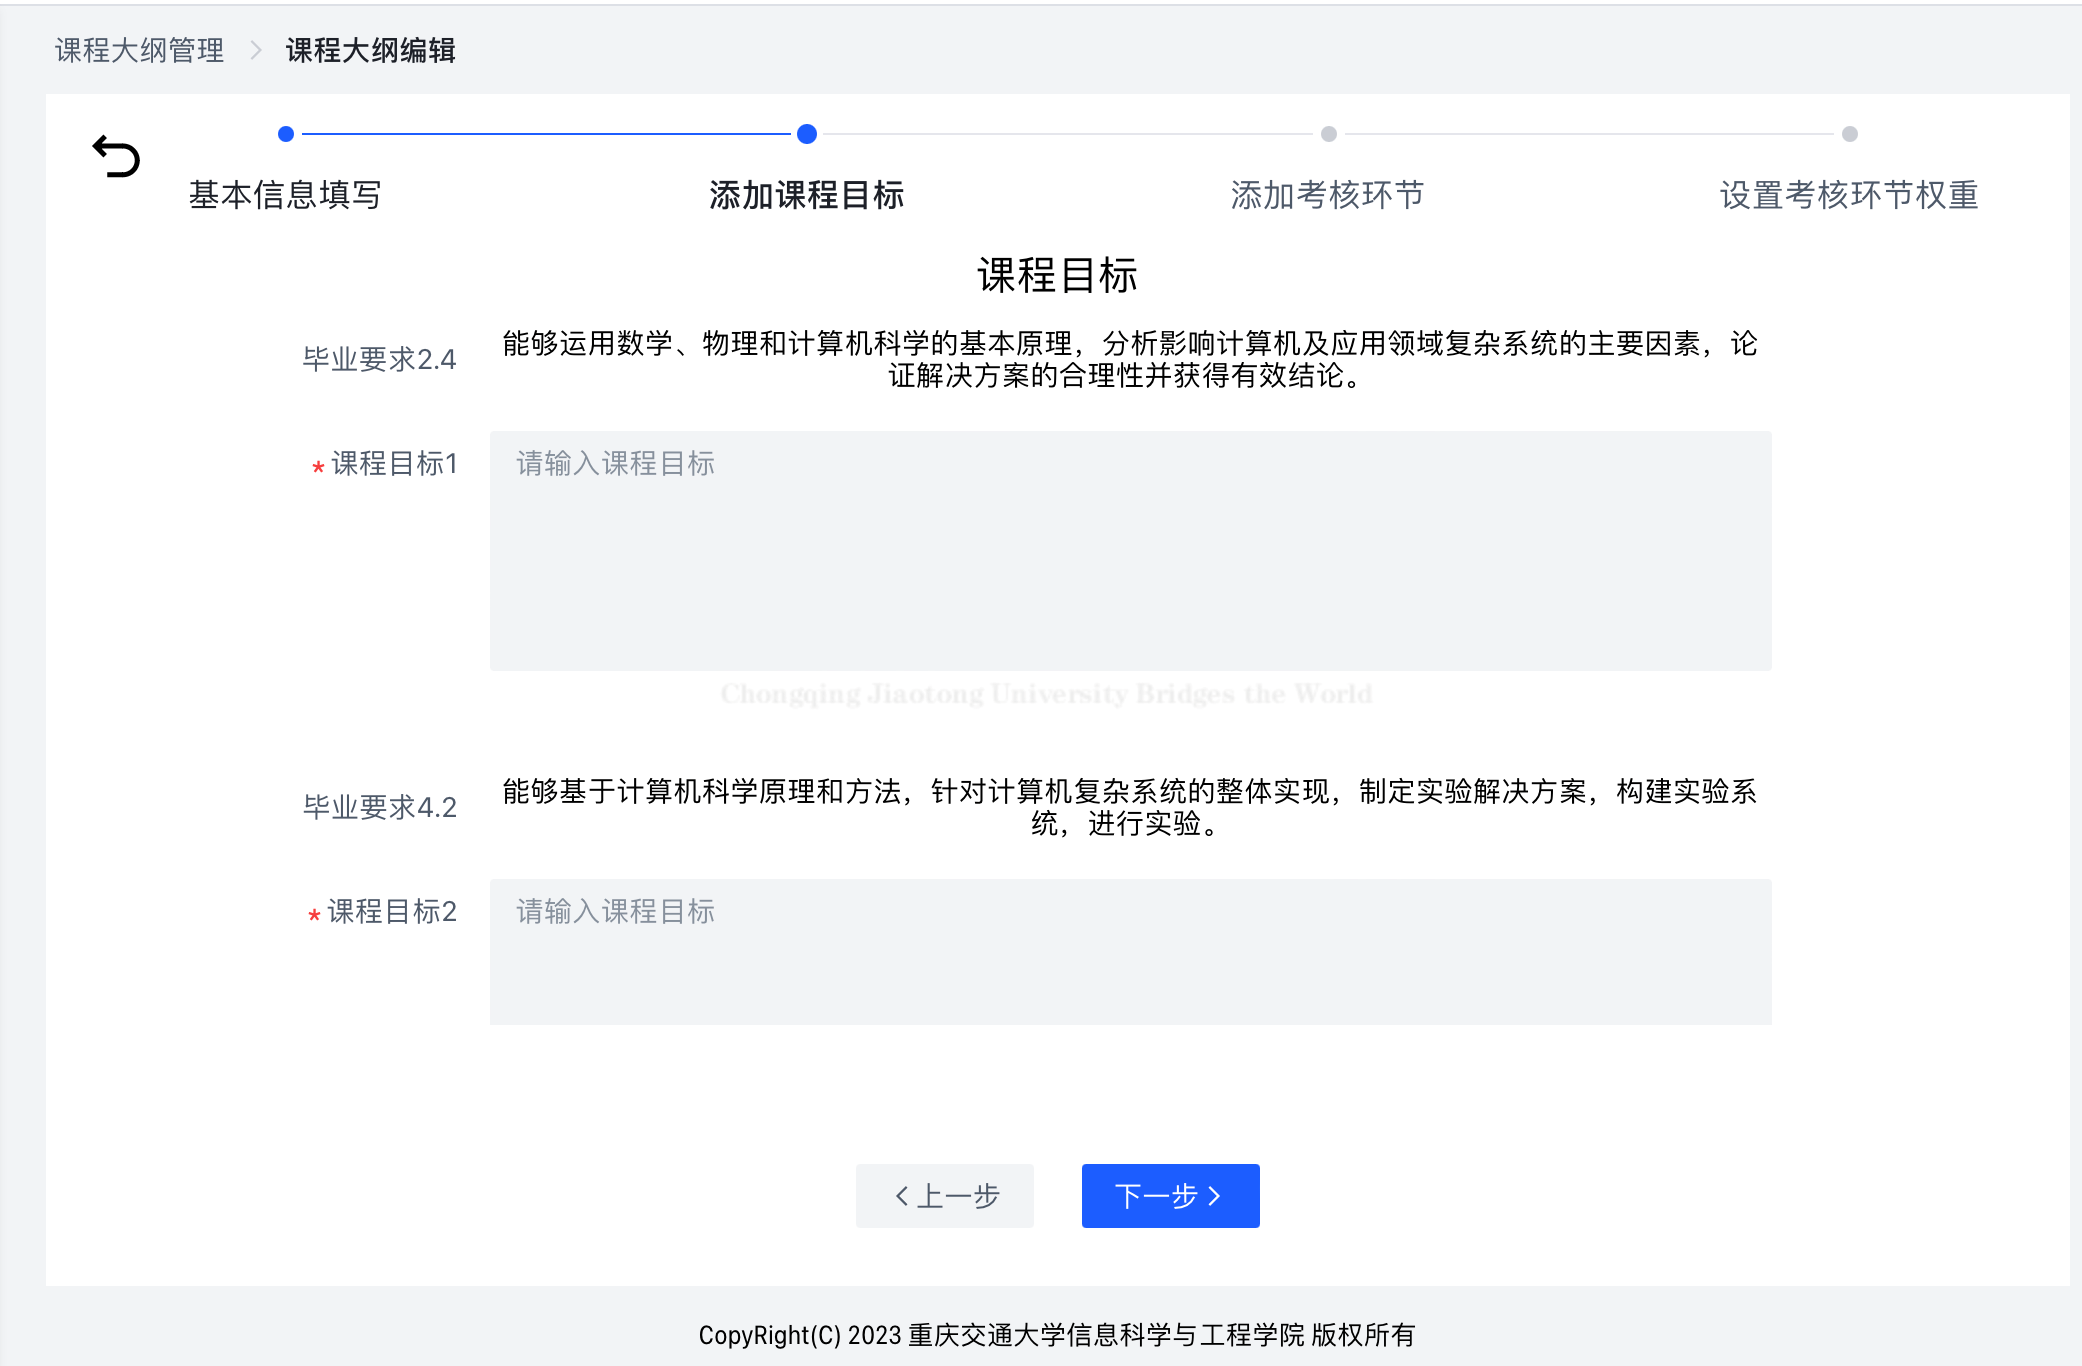 课程大纲管理 > 课程大纲编辑
基本信息填写
添加课程目标
添加考核环节
设置考核环节权重
课程目标
毕业要求2.4
能够运用数学、物理和计算机科学的基本原理，分析影响计算机及应用领域复杂系统的主要因素，论
证解决方案的合理性并获得有效结论。
*课程目标1
请输入课程目标
Chongqing Jiaotong University Bridges the World
毕业要求4.2
能够基于计算机科学原理和方法，针对计算机复杂系统的整体实现，制定实验解决方案，构建实验系
统，进行实验。
*课程目标2
请输入课程目标
上一步
下一步
CopyRight(C) 2023 重庆交通大学信息科学与工程学院 版权所有